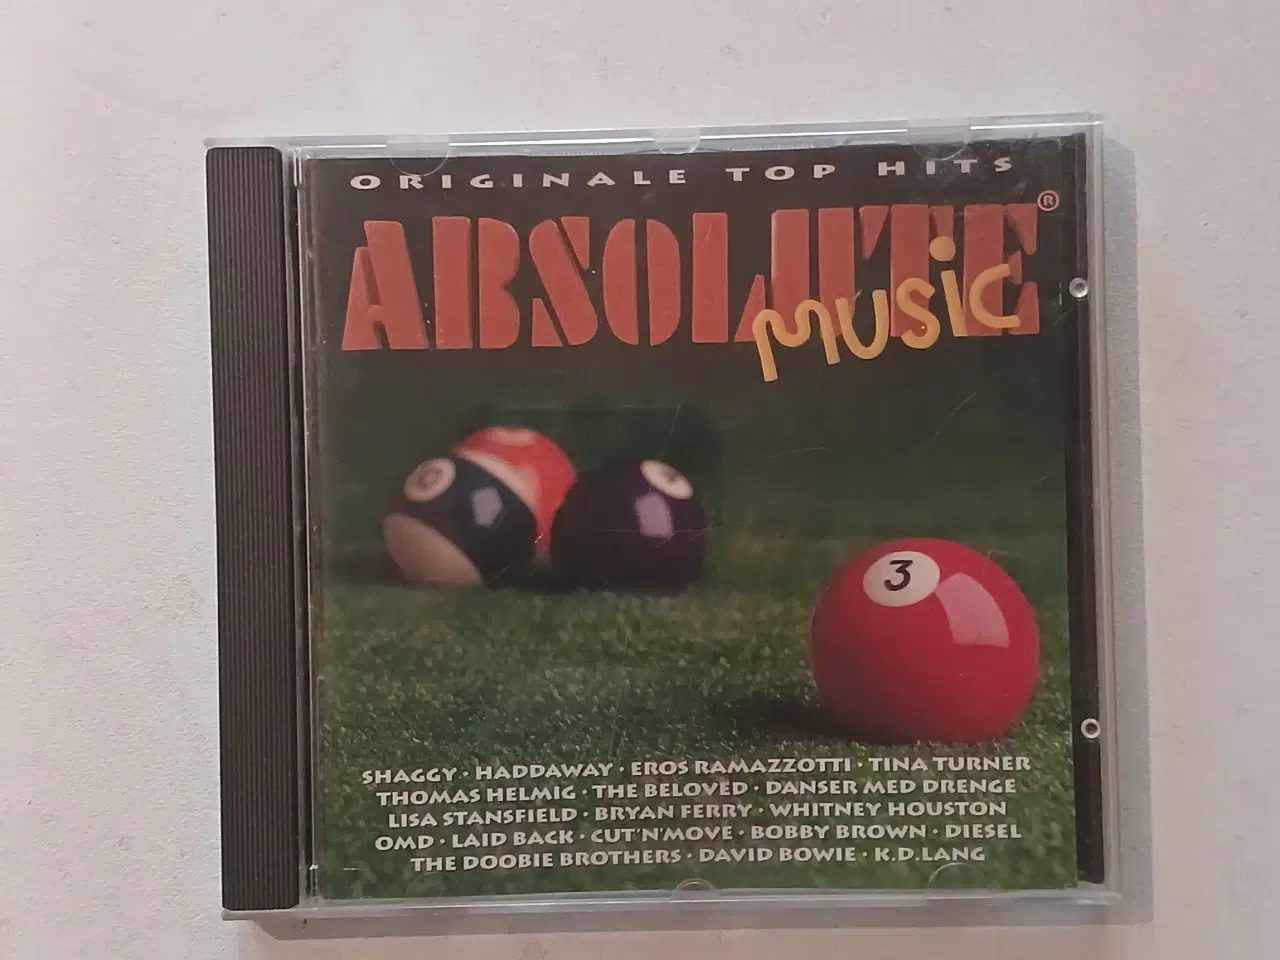 ORIGINALE TOP HITS
ABSOLUTE®
MUSIC
3
SHAGGY · HADDAWAY · EROS RAMAZZOTTI · TINA TURNER
THOMAS HELMIG · THE BELOVED · DANSER MED DRENGE
LISA STANSFIELD · BRYAN FERRY · WHITNEY HOUSTON
OMD · LAID BACK · CUT'N'MOVE · BOBBY BROWN · DIESEL
THE DOOBIE BROTHERS · DAVID BOWIE · K.D.LANG